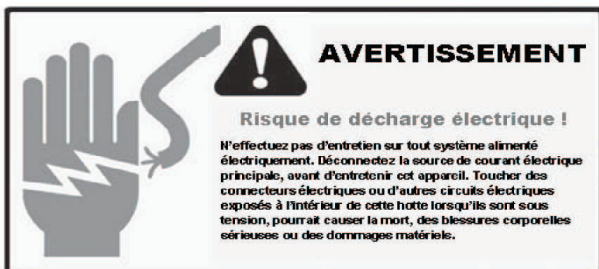 AVERTISSEMENT
Risque de décharge électrique !
N'effectuez pas d'entretien sur tout système alimenté
électriquement. Déconnectez la source de courant électrique
principale, avant d'entretenir cet appareil. Toucher des
connecteurs électriques ou d'autres circuits électriques
exposés à l'intérieur de cette hotte lorsqu'ils sont sous
tension, pourrait causer la mort, des blessures corporelles
sérieuses ou des dommages matériels.